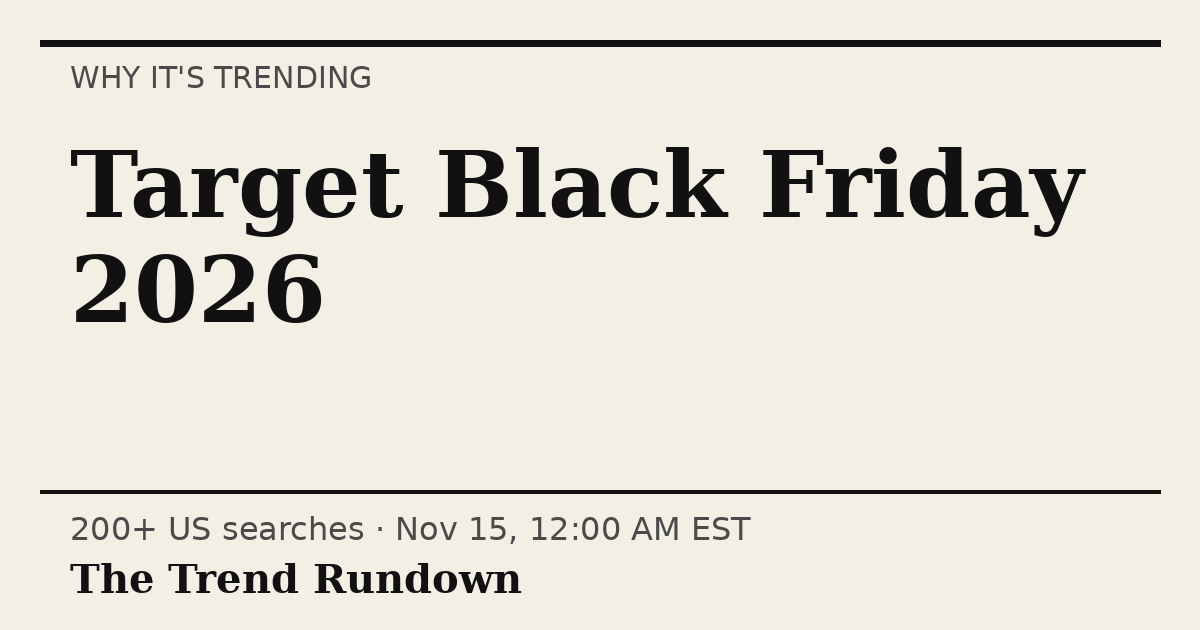 WHY IT'S TRENDING
Target Black Friday
2026
200+ US searches · Nov 15, 12:00 AM EST
The Trend Rundown